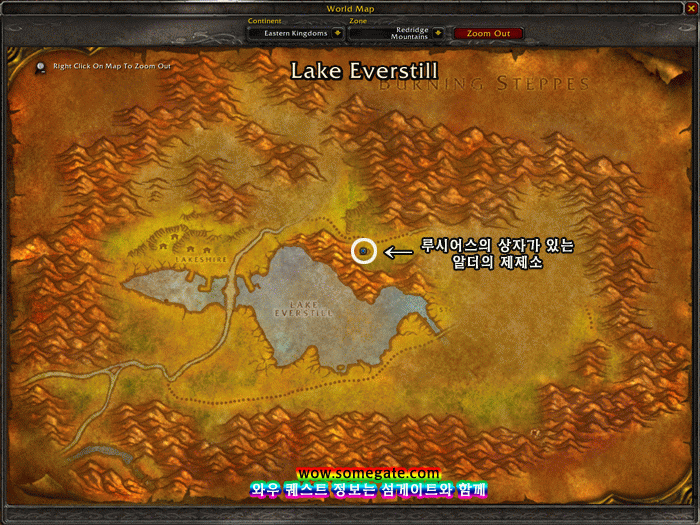 World Map
Continent
Zone
Eastern Kingdoms
Redridge
Mountains
Zoom Out
Right Click On Map To Zoom Out
Lake Everstill
BURNING STEPPES
루시어스의 상자가 있는
알더의 제제소
LAKESHIRE
LAKE
EVERSTILL
www.somegate.com
와우 퀘스트 정보는 섬게이트와 함께